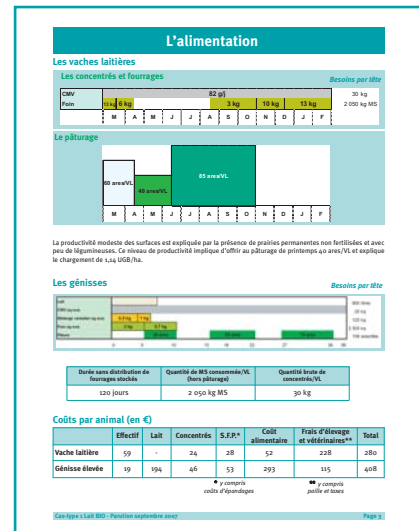 L'alimentation
Les vaches laitières
Les concentrés et fourrages
Besoins par tête
CMV 82 g/j 30 kg
Foin 13 kg 6 kg 3 kg 10 kg 13 kg 2 050 kg MS
M A M J J A S O N D J F
Le pâturage
60 ares/VL 40 ares/VL 85 ares/VL
M A M J J A S O N D J F
La productivité modeste des surfaces est expliquée par la présence de prairies permanentes non fertilisées et avec
peu de légumineuses. Ce niveau de productivité implique d'offrir au pâturage de printemps 40 ares/VL et explique
le chargement de 1,14 UGB/ha.
Les génisses
Besoins par tête
Durée sans distribution de fourrages stockés
Quantité de MS consommée/VL (hors pâturage)
Quantité brute de concentrés/VL
120 jours 2 050 kg MS 30 kg
Coûts par animal (en €)
Effectif Lait Concentrés S.F.P.* Coût alimentaire Frais d'élevage et vétérinaires** Total
Vache laitière 59 - 24 28 52 228 280
Génisse élevée 19 194 46 53 293 115 408
* y compris coûts d'épandages
** y compris paille et taxes
Cas-type 1 Lait BIO - Parution septembre 2007 Page 3